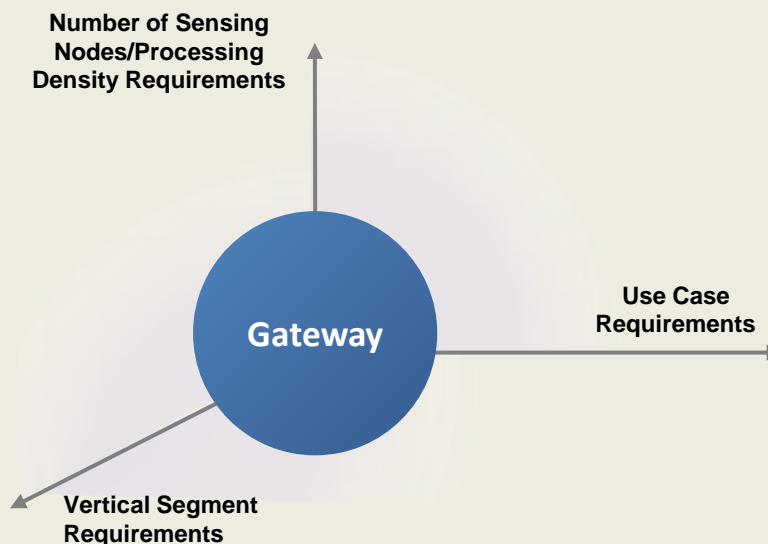 Number of Sensing
Nodes/Processing
Density Requirements
Use Case
Requirements
Gateway
Vertical Segment
Requirements